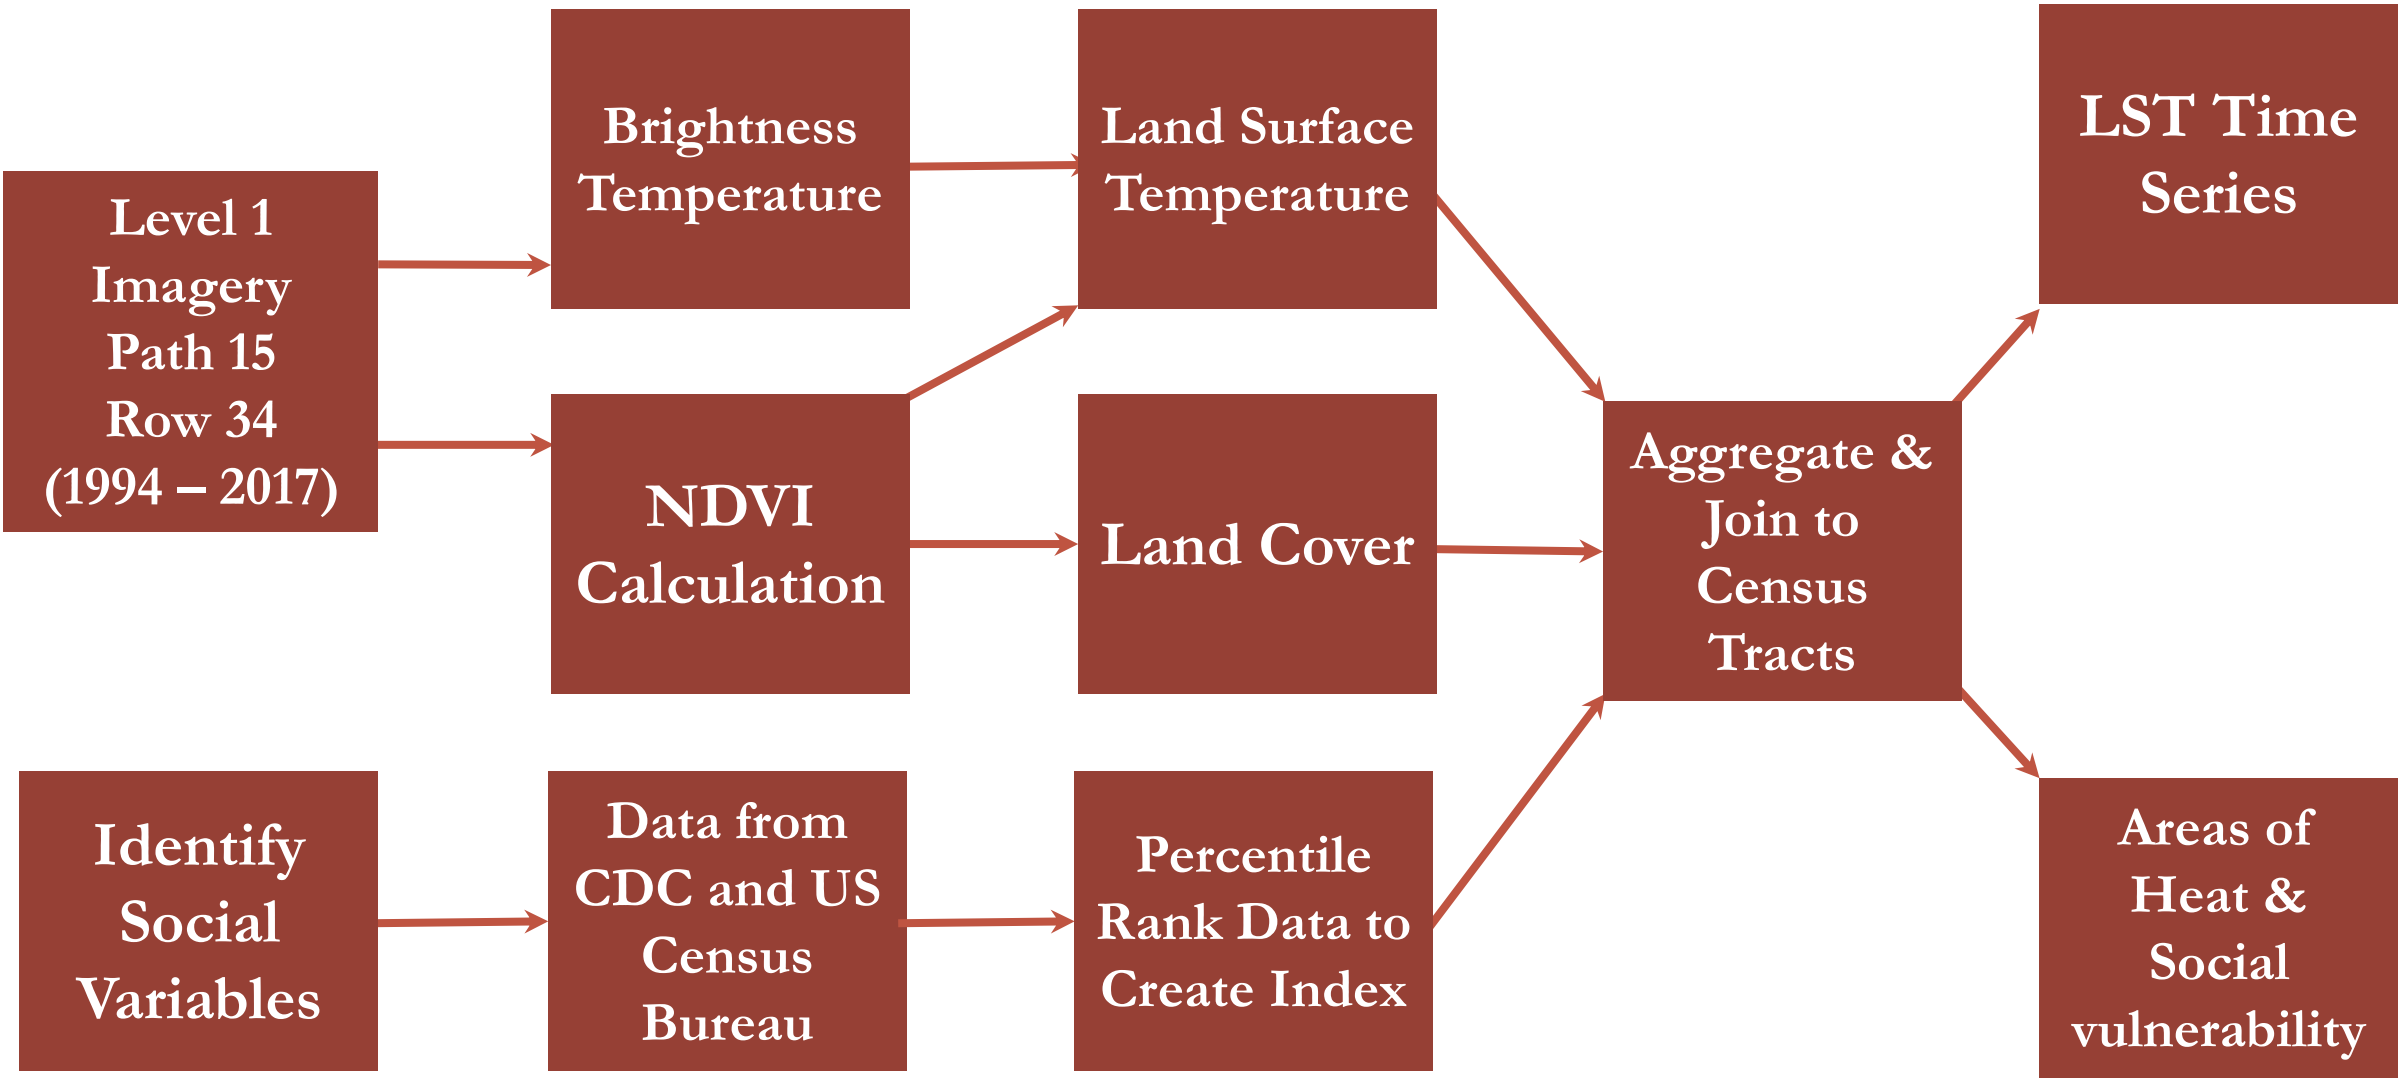 Level 1
Imagery
Path 15
Row 34
(1994 – 2017)
Brightness
Temperature
Land Surface
Temperature
LST Time
Series
NDVI
Calculation
Land Cover
Aggregate &
Join to
Census
Tracts
Identify
Social
Variables
Data from
CDC and US
Census
Bureau
Percentile
Rank Data to
Create Index
Areas of
Heat &
Social
vulnerability